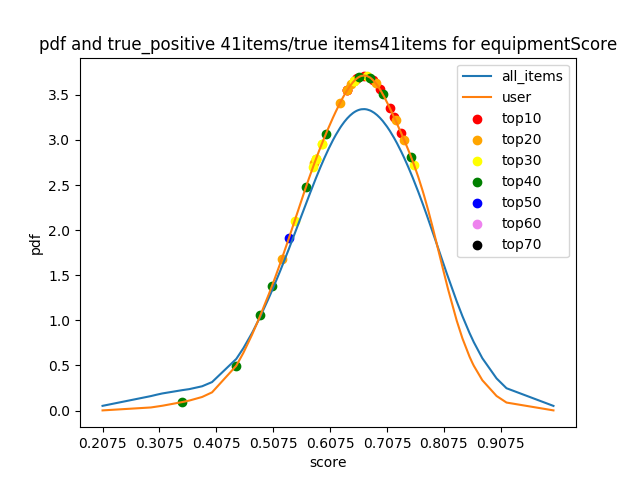 pdf and true_positive 41items/true items41items for equipmentScore
all_items
user
top10
top20
top30
top40
top50
top60
top70
3.5
3.0
2.5
2.0
1.5
1.0
0.5
0.0
pdf
0.2075 0.3075 0.4075 0.5075 0.6075 0.7075 0.8075 0.9075
score